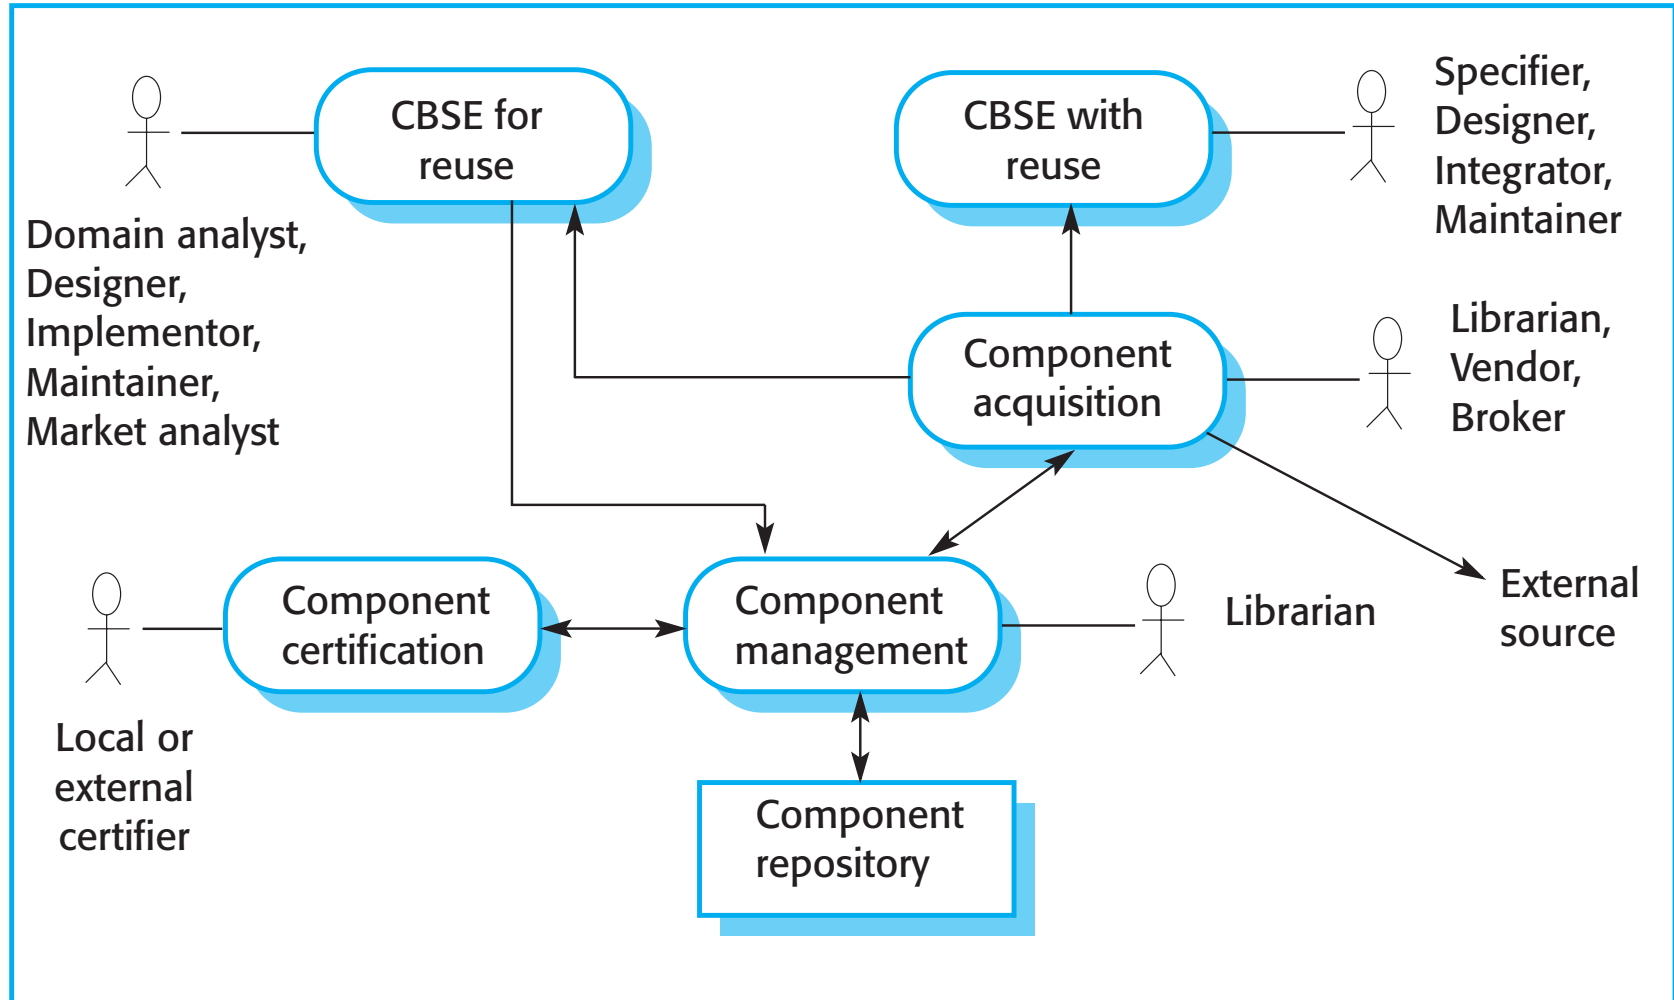 CBSE for
reuse
CBSE with
reuse
Specifier,
Designer,
Integrator,
Maintainer
Domain analyst,
Designer,
Implementor,
Maintainer,
Market analyst
Component
acquisition
Librarian,
Vendor,
Broker
Component
certification
Component
management
Librarian
External
source
Local or
external
certifier
Component
repository